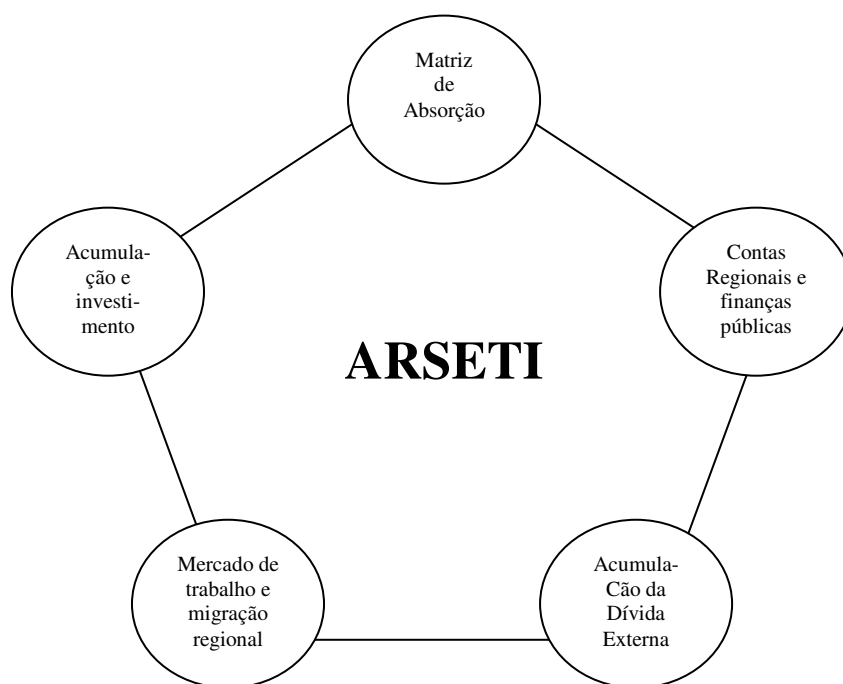 Matriz
de
Absorção
Acumula-
ção e
investi-
mento
Contas
Regionais e
finanças
públicas
ARSETI
Mercado de
trabalho e
migração
regional
Acumula-
Cão da
Dívida
Externa